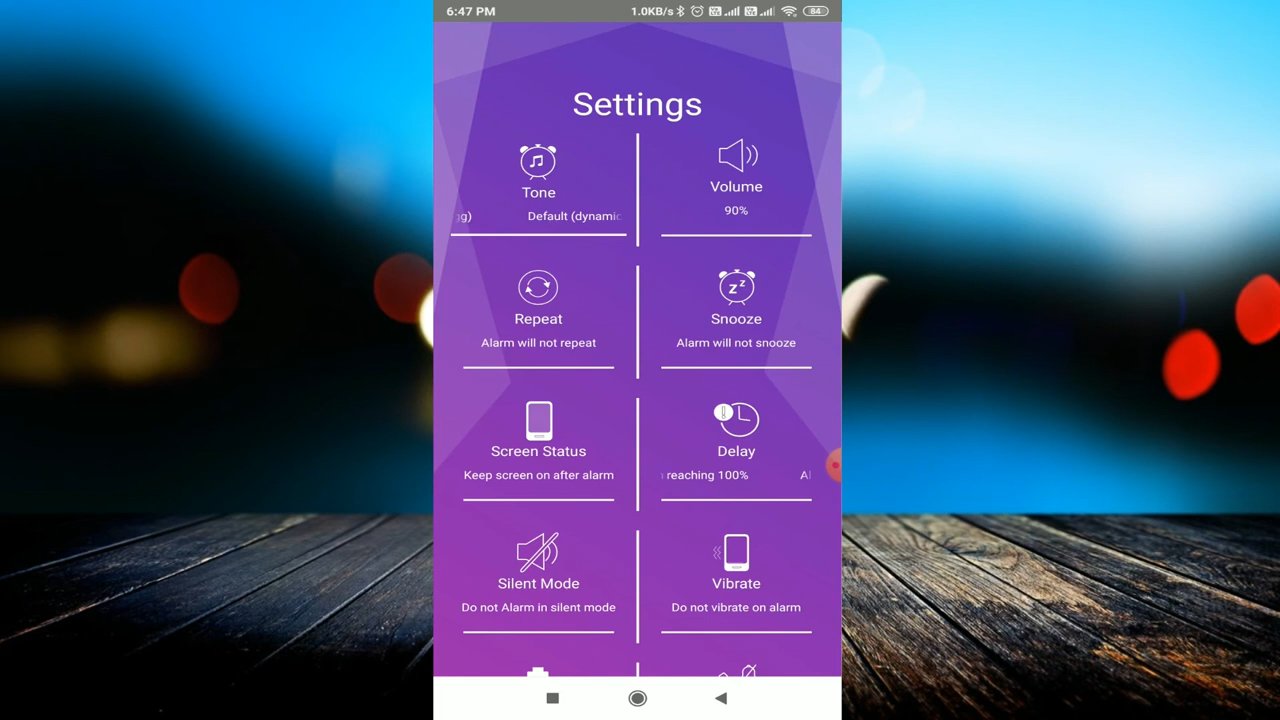 6:47 PM 1.0KB/s 84
Settings
Tone
Default (dynamic
Volume
90%
Repeat
Alarm will not repeat
Snooze
Alarm will not snooze
Screen Status
Keep screen on after alarm
Delay
reaching 100% Al
Silent Mode
Do not Alarm in silent mode
Vibrate
Do not vibrate on alarm